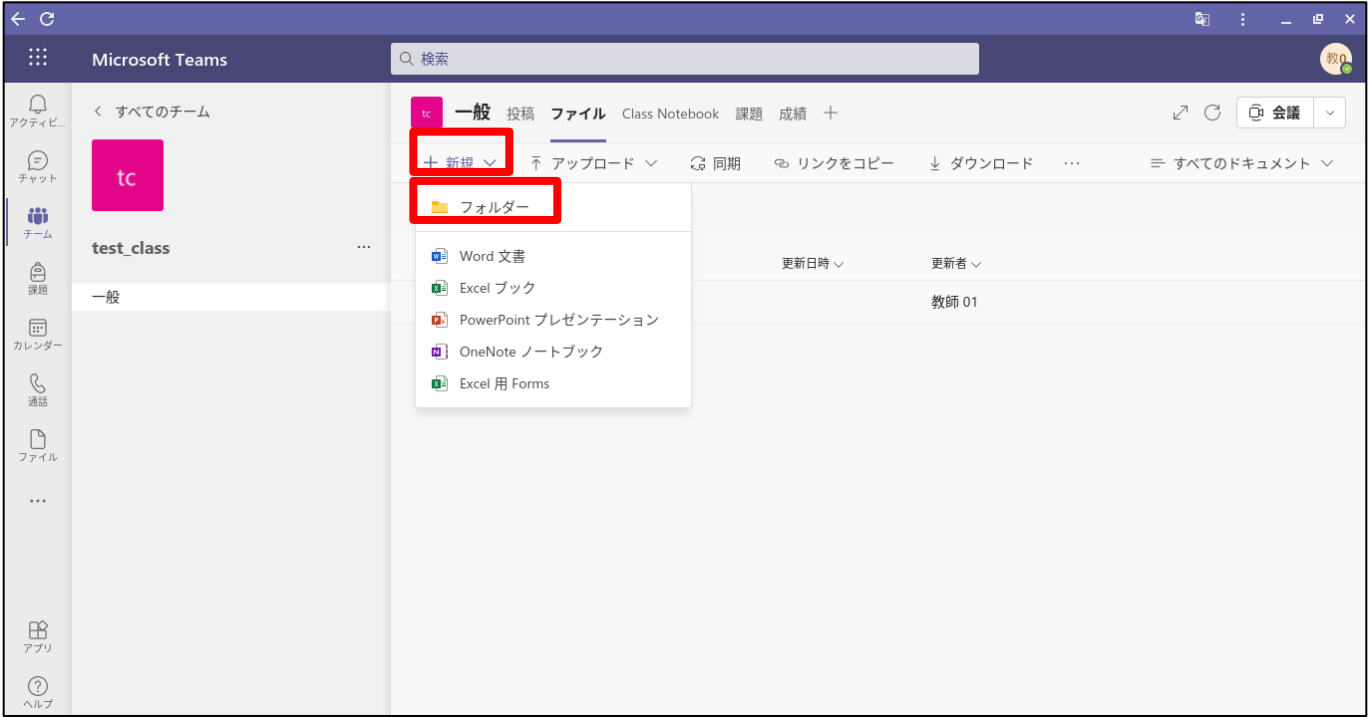 Microsoft Teams
検索
教0
アクティビ...
チャット
チーム
課題
カレンダー
通話
ファイル
アプリ
ヘルプ
すべてのチーム
tc
test_class
一般
tc 一般 投稿 ファイル Class Notebook 課題 成績 会議
新規 アップロード 同期 リンクをコピー ダウンロード すべてのドキュメント
フォルダー
Word 文書
Excel ブック
PowerPoint プレゼンテーション
OneNote ノートブック
Excel 用 Forms
更新日時 更新者
教師 01